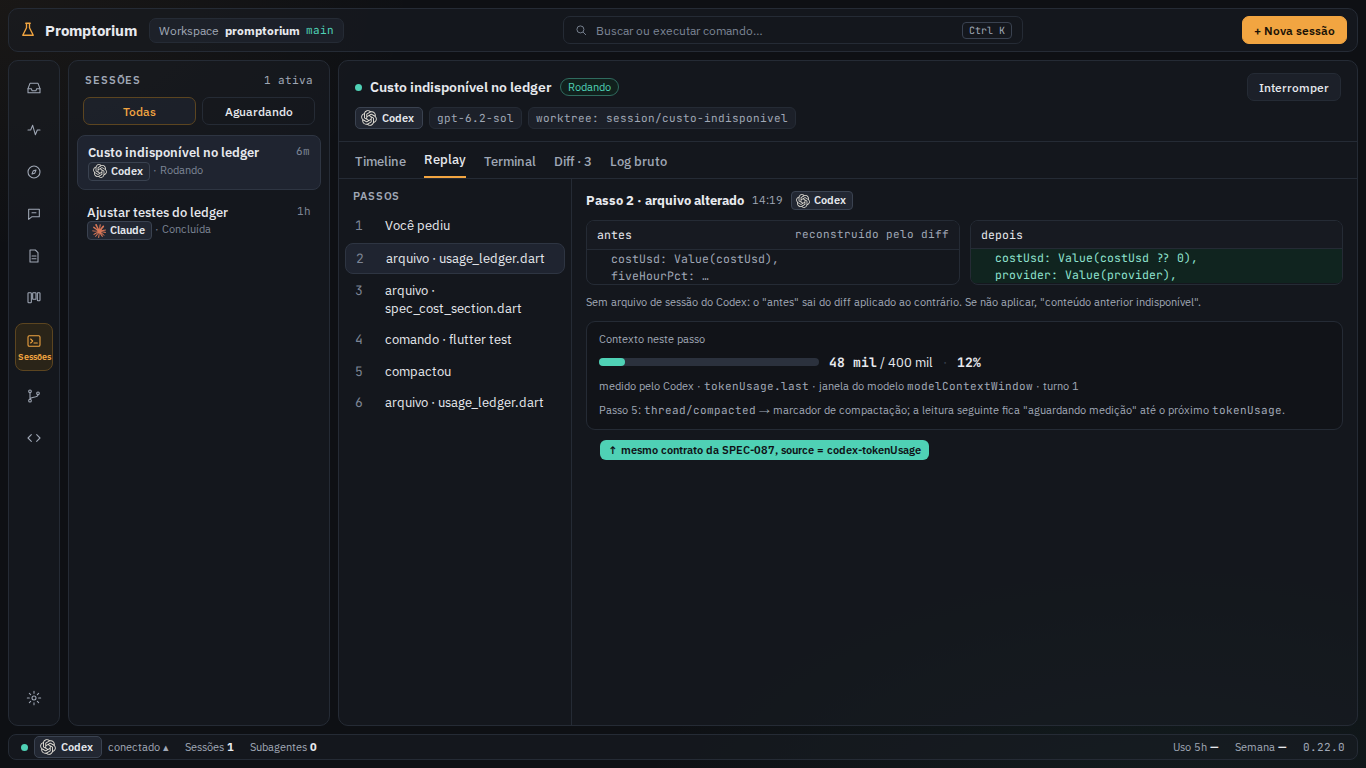 Promptorium
Workspace promptorium main
Buscar ou executar comando...
Ctrl K
+ Nova sessão
SESSÕES
1 ativa
Todas
Aguardando
Custo indisponível no ledger
6m
Codex · Rodando
Ajustar testes do ledger
1h
Claude · Concluída
Sessões
Custo indisponível no ledger
Rodando
Interromper
Codex
gpt-6.2-sol
worktree: session/custo-indisponivel
Timeline
Replay
Terminal
Diff · 3
Log bruto
PASSOS
1 Você pediu
2 arquivo · usage_ledger.dart
3 arquivo ·
spec_cost_section.dart
4 comando · flutter test
5 compactou
6 arquivo · usage_ledger.dart
Passo 2 · arquivo alterado 14:19 Codex
antes
reconstruído pelo diff
costUsd: Value(costUsd),
fiveHourPct: …
depois
costUsd: Value(costUsd ?? 0),
provider: Value(provider),
Sem arquivo de sessão do Codex: o "antes" sai do diff aplicado ao contrário. Se não aplicar, "conteúdo anterior indisponível".
Contexto neste passo
48 mil / 400 mil · 12%
medido pelo Codex · tokenUsage.last · janela do modelo modelContextWindow · turno 1
Passo 5: thread/compacted → marcador de compactação; a leitura seguinte fica "aguardando medição" até o próximo tokenUsage.
↑ mesmo contrato da SPEC-087, source = codex-tokenUsage
Codex conectado ▴
Sessões 1
Subagentes 0
Uso 5h —
Semana —
0.22.0